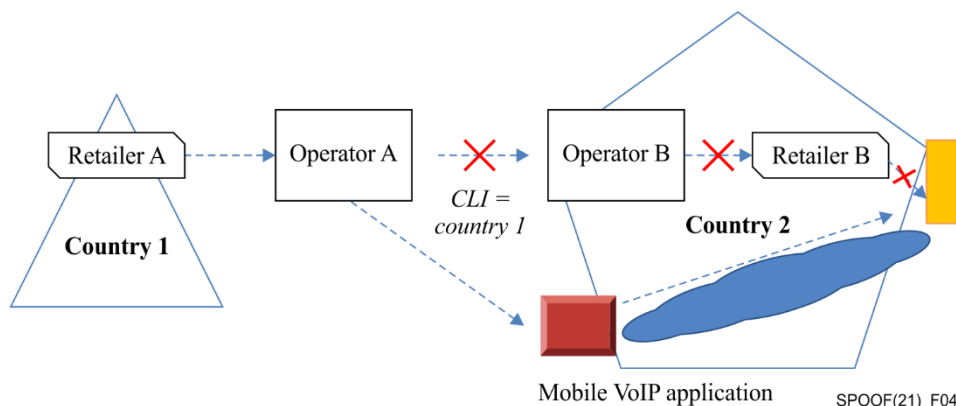 Retailer A
Operator A
Operator B
Retailer B
CLI =
country 1
Country 1
Country 2
Mobile VoIP application
SPOOF(21)_F04